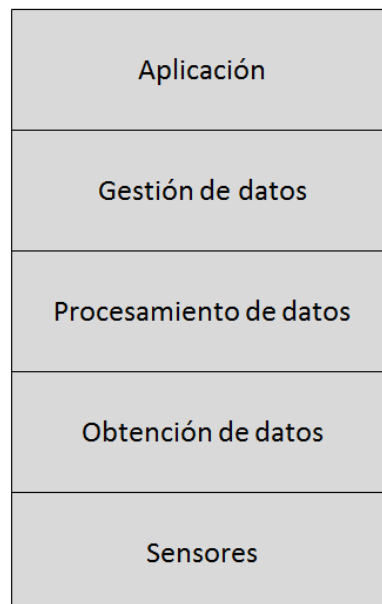 Aplicación
Gestión de datos
Procesamiento de datos
Obtención de datos
Sensores